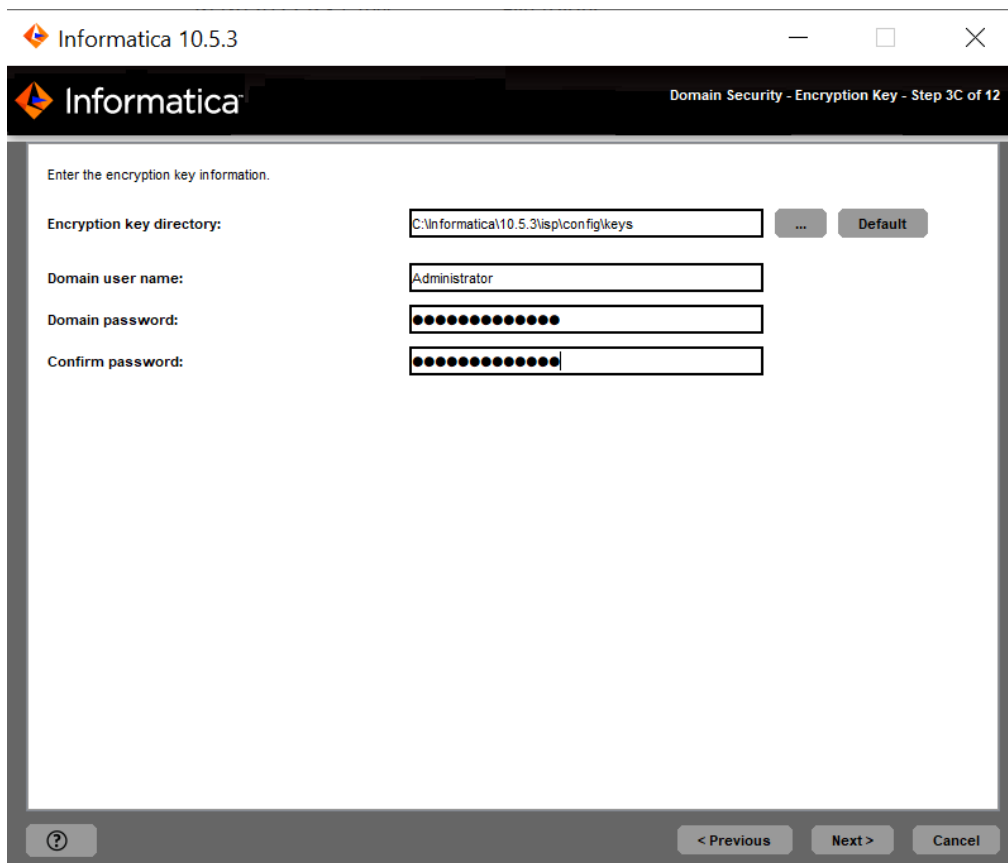 Informatica 10.5.3
Informatica
Domain Security - Encryption Key - Step 3C of 12
Enter the encryption key information.
Encryption key directory: C:\Informatica\10.5.3\isp\config\keys ... Default
Domain user name: Administrator
Domain password: ●●●●●●●●●●●●●
Confirm password: ●●●●●●●●●●●●●
? < Previous Next > Cancel